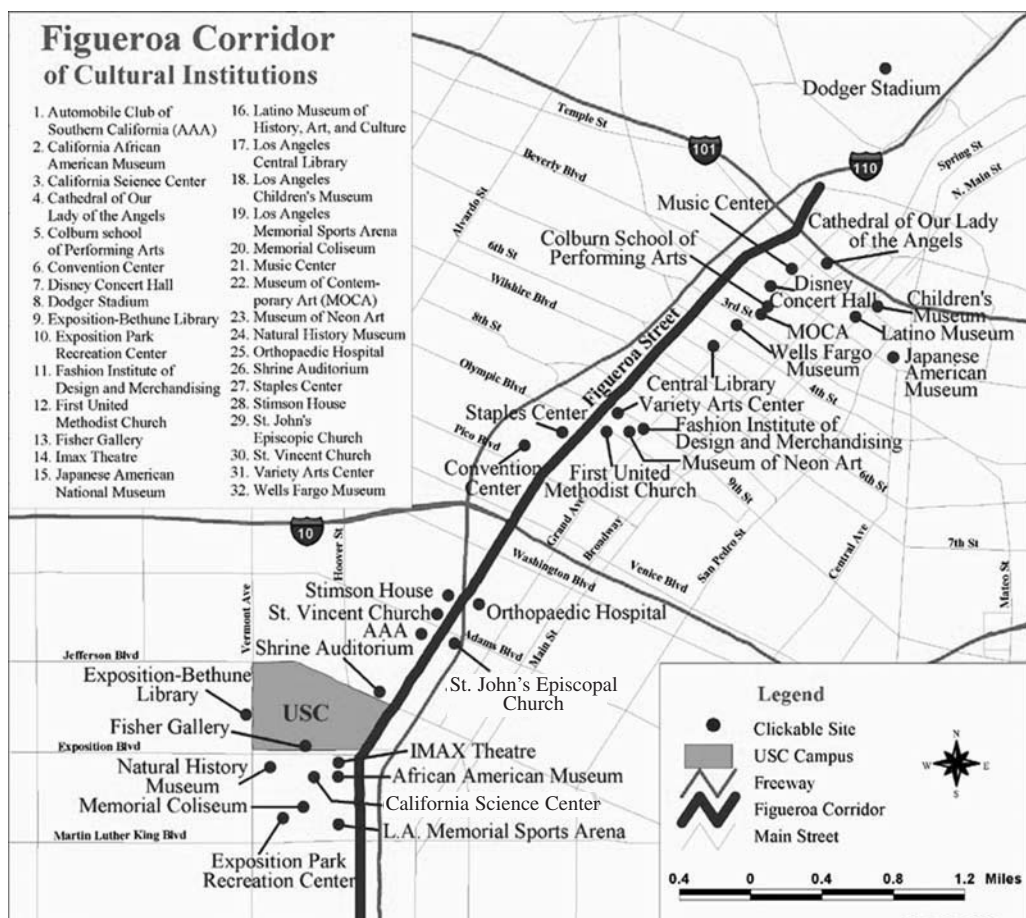 Figueroa Corridor
of Cultural Institutions
1. Automobile Club of
Southern California (AAA)
2. California African
American Museum
3. California Science Center
4. Cathedral of Our
Lady of the Angels
5. Colburn school
of Performing Arts
6. Convention Center
7. Disney Concert Hall
8. Dodger Stadium
9. Exposition-Bethune Library
10. Exposition Park
Recreation Center
11. Fashion Institute of
Design and Merchandising
12. First United
Methodist Church
13. Fisher Gallery
14. Imax Theatre
15. Japanese American
National Museum
16. Latino Museum of
History, Art, and Culture
17. Los Angeles
Central Library
18. Los Angeles
Children's Museum
19. Los Angeles
Memorial Sports Arena
20. Memorial Coliseum
21. Music Center
22. Museum of Contem-
porary Art (MOCA)
23. Museum of Neon Art
24. Natural History Museum
25. Orthopaedic Hospital
26. Shrine Auditorium
27. Staples Center
28. Stimson House
29. St. John's
Episcopic Church
30. St. Vincent Church
31. Variety Arts Center
32. Wells Fargo Museum
Dodger Stadium
Temple St
101
110
Spring St
N. Main St
Beverly Blvd
Alvardo St
Music Center
Cathedral of Our Lady
of the Angels
Colburn School of
Performing Arts
6th St
Wilshire Blvd
Disney
Concert Hall
Children's
Museum
3rd St
MOCA
Latino Museum
8th St
Figueroa Street
Wells Fargo
Museum
Japanese
American
Museum
Olympic Blvd
Central Library
4th St
Variety Arts Center
Staples Center
Fashion Institute of
Design and Merchandising
Pico Blvd
Convention
Center
First United
Methodist Church
Museum of Neon Art
6th St
9th St
10
Hoover St
Grand Ave
Broadway
San Pedro St
Central Ave
7th St
Washington Blvd
Venice Blvd
Mateo St
Stimson House
St. Vincent Church
Orthopaedic Hospital
AAA
Vermont Ave
Adams Blvd
Main St
Shrine Auditorium
Jefferson Blvd
Exposition-Bethune
Library
St. John's Episcopal
Church
USC
Fisher Gallery
Exposition Blvd
IMAX Theatre
Natural History
Museum
African American Museum
Memorial Coliseum
California Science Center
Martin Luther King Blvd
L.A. Memorial Sports Arena
Exposition Park
Recreation Center
Legend
Clickable Site
USC Campus
Freeway
Figueroa Corridor
Main Street
N
W
E
S
0.4 0 0.4 0.8 1.2 Miles